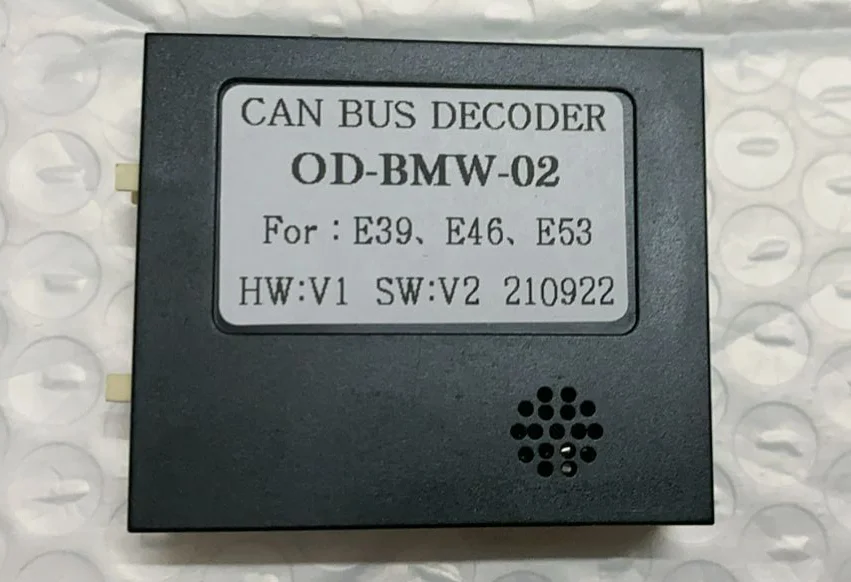 CAN BUS DECODER
OD-BMW-02
For : E39、E46、E53
HW:V1 SW:V2 210922